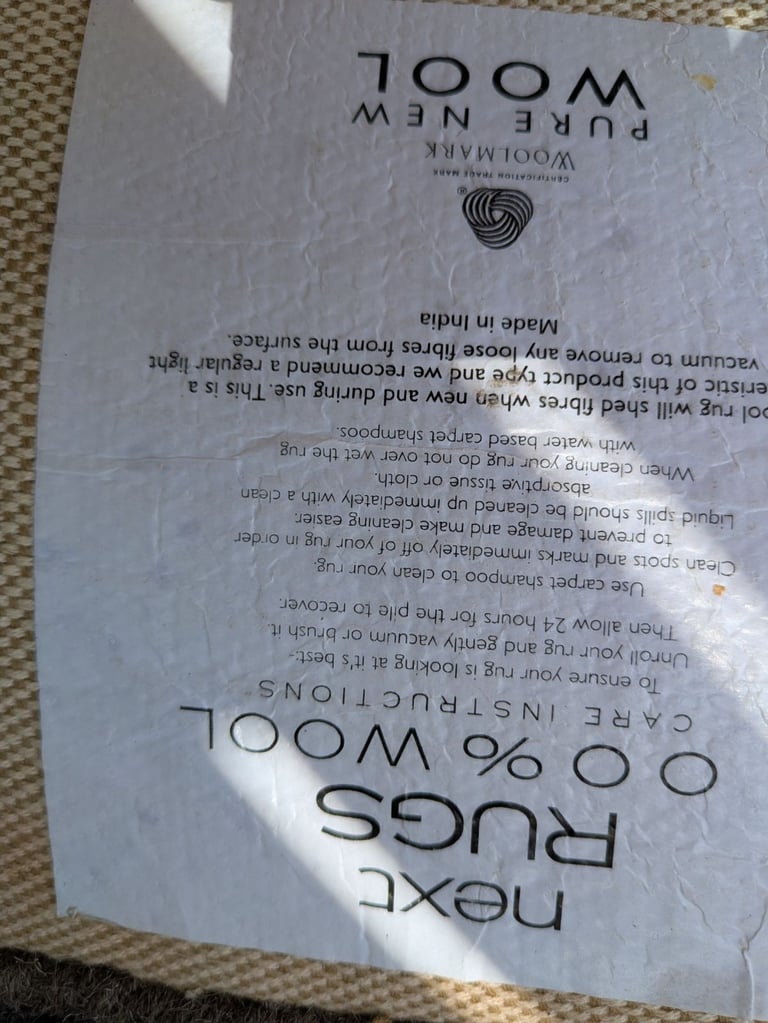 next
RUGS
00% WOOL
CARE INSTRUCTIONS
To ensure your rug is looking at it's best:-
Unroll your rug and gently vacuum or brush it.
Then allow 24 hours for the pile to recover.
Use carpet shampoo to clean your rug.
Clean spots and marks immediately off of your rug in order
to prevent damage and make cleaning easier.
Liquid spills should be cleaned up immediately with a clean
absorptive tissue or cloth.
When cleaning your rug do not over wet the rug
with water based carpet shampoos.
ool rug will shed fibres when new and during use. This is a
eristic of this product type and we recommend a regular light
vacuum to remove any loose fibres from the surface.
Made in India
®
CERTIFICATION TRADE MARK
WOOLMARK
PURE NEW
WOOL